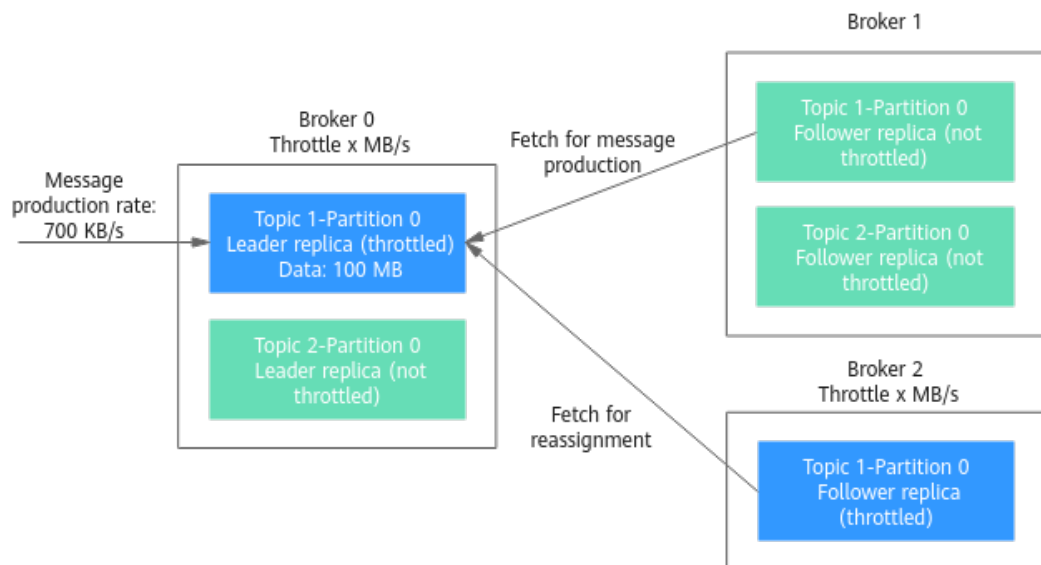 Broker 1
Topic 1-Partition 0
Follower replica (not
throttled)
Topic 2-Partition 0
Follower replica (not
throttled)
Broker 0
Throttle x MB/s
Fetch for message
production
Message
production rate:
700 KB/s
Topic 1-Partition 0
Leader replica (throttled)
Data: 100 MB
Topic 2-Partition 0
Leader replica (not
throttled)
Broker 2
Throttle x MB/s
Fetch for
reassignment
Topic 1-Partition 0
Follower replica
(throttled)